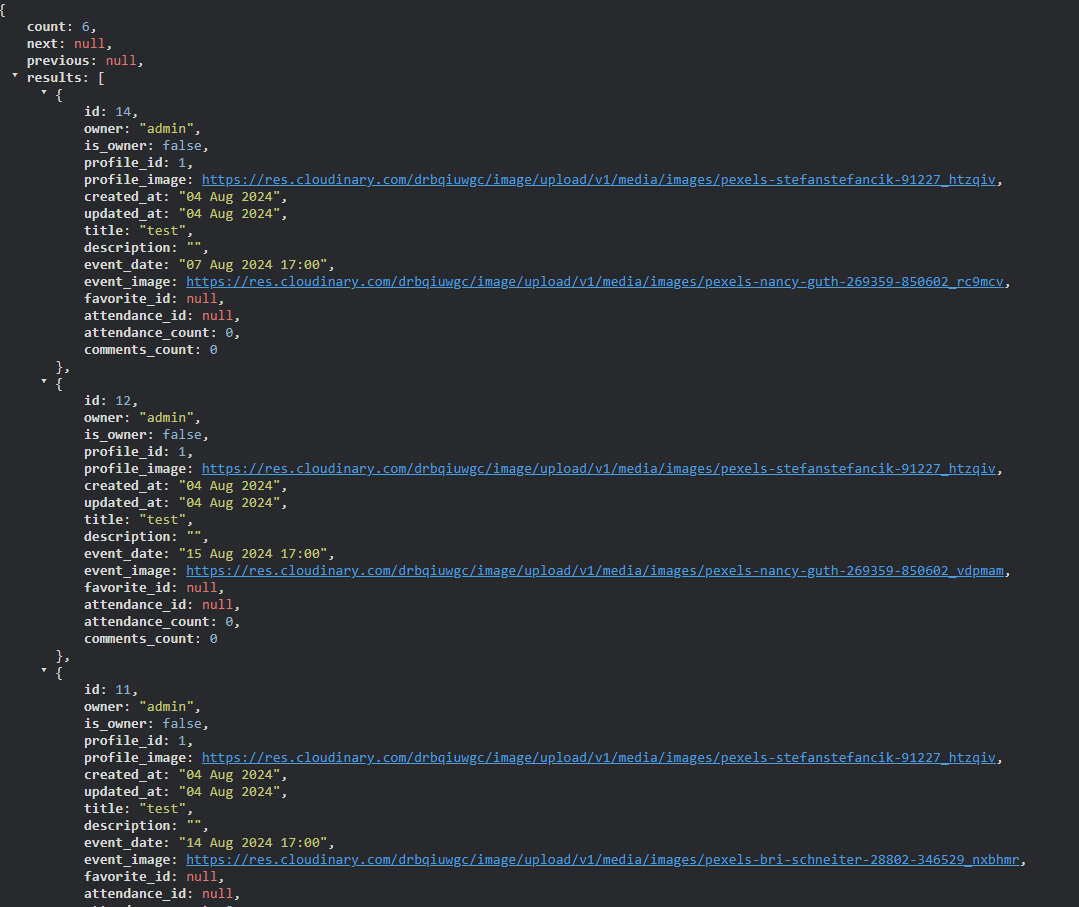 {
count: 6,
next: null,
previous: null,
results: [
{
id: 14,
owner: "admin",
is_owner: false,
profile_id: 1,
profile_image: https://res.cloudinary.com/drbqiuwgc/image/upload/v1/media/images/pexels-stefanstefancik-91227_htzqiv,
created_at: "04 Aug 2024",
updated_at: "04 Aug 2024",
title: "test",
description: "",
event_date: "07 Aug 2024 17:00",
event_image: https://res.cloudinary.com/drbqiuwgc/image/upload/v1/media/images/pexels-nancy-guth-269359-850602_rc9mcv,
favorite_id: null,
attendance_id: null,
attendance_count: 0,
comments_count: 0
},
{
id: 12,
owner: "admin",
is_owner: false,
profile_id: 1,
profile_image: https://res.cloudinary.com/drbqiuwgc/image/upload/v1/media/images/pexels-stefanstefancik-91227_htzqiv,
created_at: "04 Aug 2024",
updated_at: "04 Aug 2024",
title: "test",
description: "",
event_date: "15 Aug 2024 17:00",
event_image: https://res.cloudinary.com/drbqiuwgc/image/upload/v1/media/images/pexels-nancy-guth-269359-850602_vdpmam,
favorite_id: null,
attendance_id: null,
attendance_count: 0,
comments_count: 0
},
{
id: 11,
owner: "admin",
is_owner: false,
profile_id: 1,
profile_image: https://res.cloudinary.com/drbqiuwgc/image/upload/v1/media/images/pexels-stefanstefancik-91227_htzqiv,
created_at: "04 Aug 2024",
updated_at: "04 Aug 2024",
title: "test",
description: "",
event_date: "14 Aug 2024 17:00",
event_image: https://res.cloudinary.com/drbqiuwgc/image/upload/v1/media/images/pexels-bri-schneiter-28802-346529_nxbhmr,
favorite_id: null,
attendance_id: null,